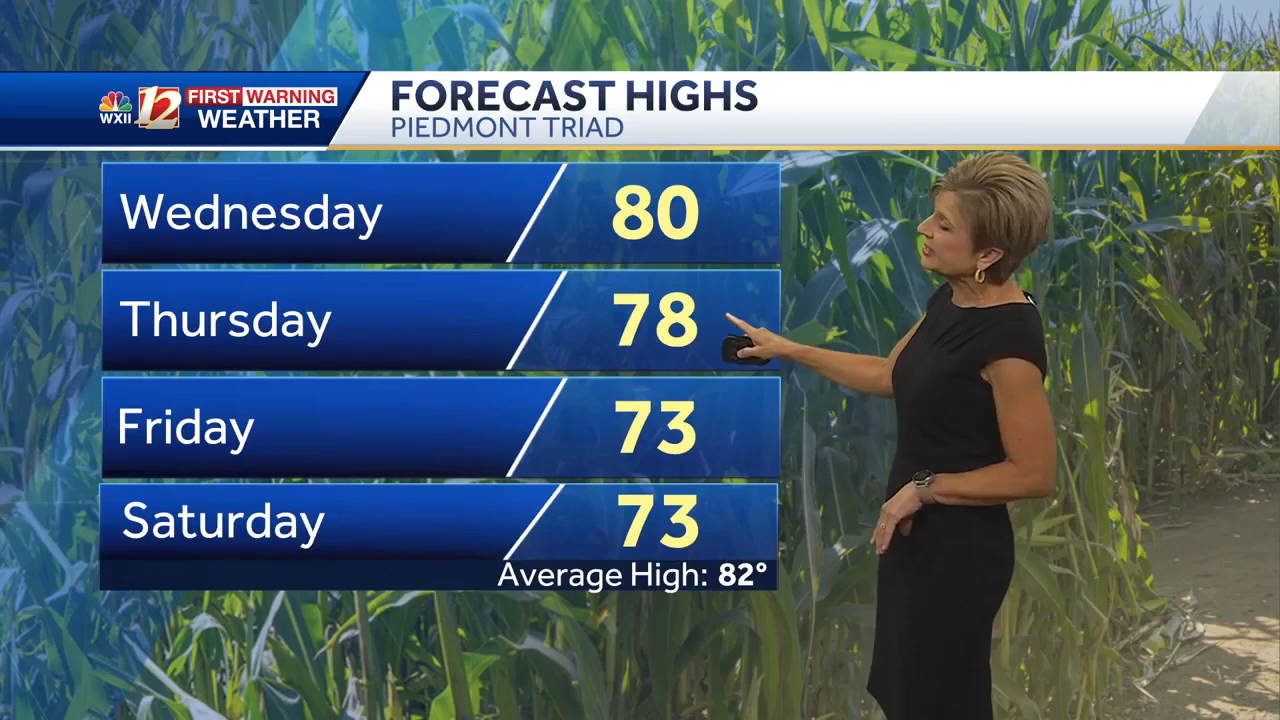 WXII 12 FIRST WARNING
WEATHER
FORECAST HIGHS
PIEDMONT TRIAD
Wednesday 80
Thursday 78
Friday 73
Saturday 73
Average High: 82°